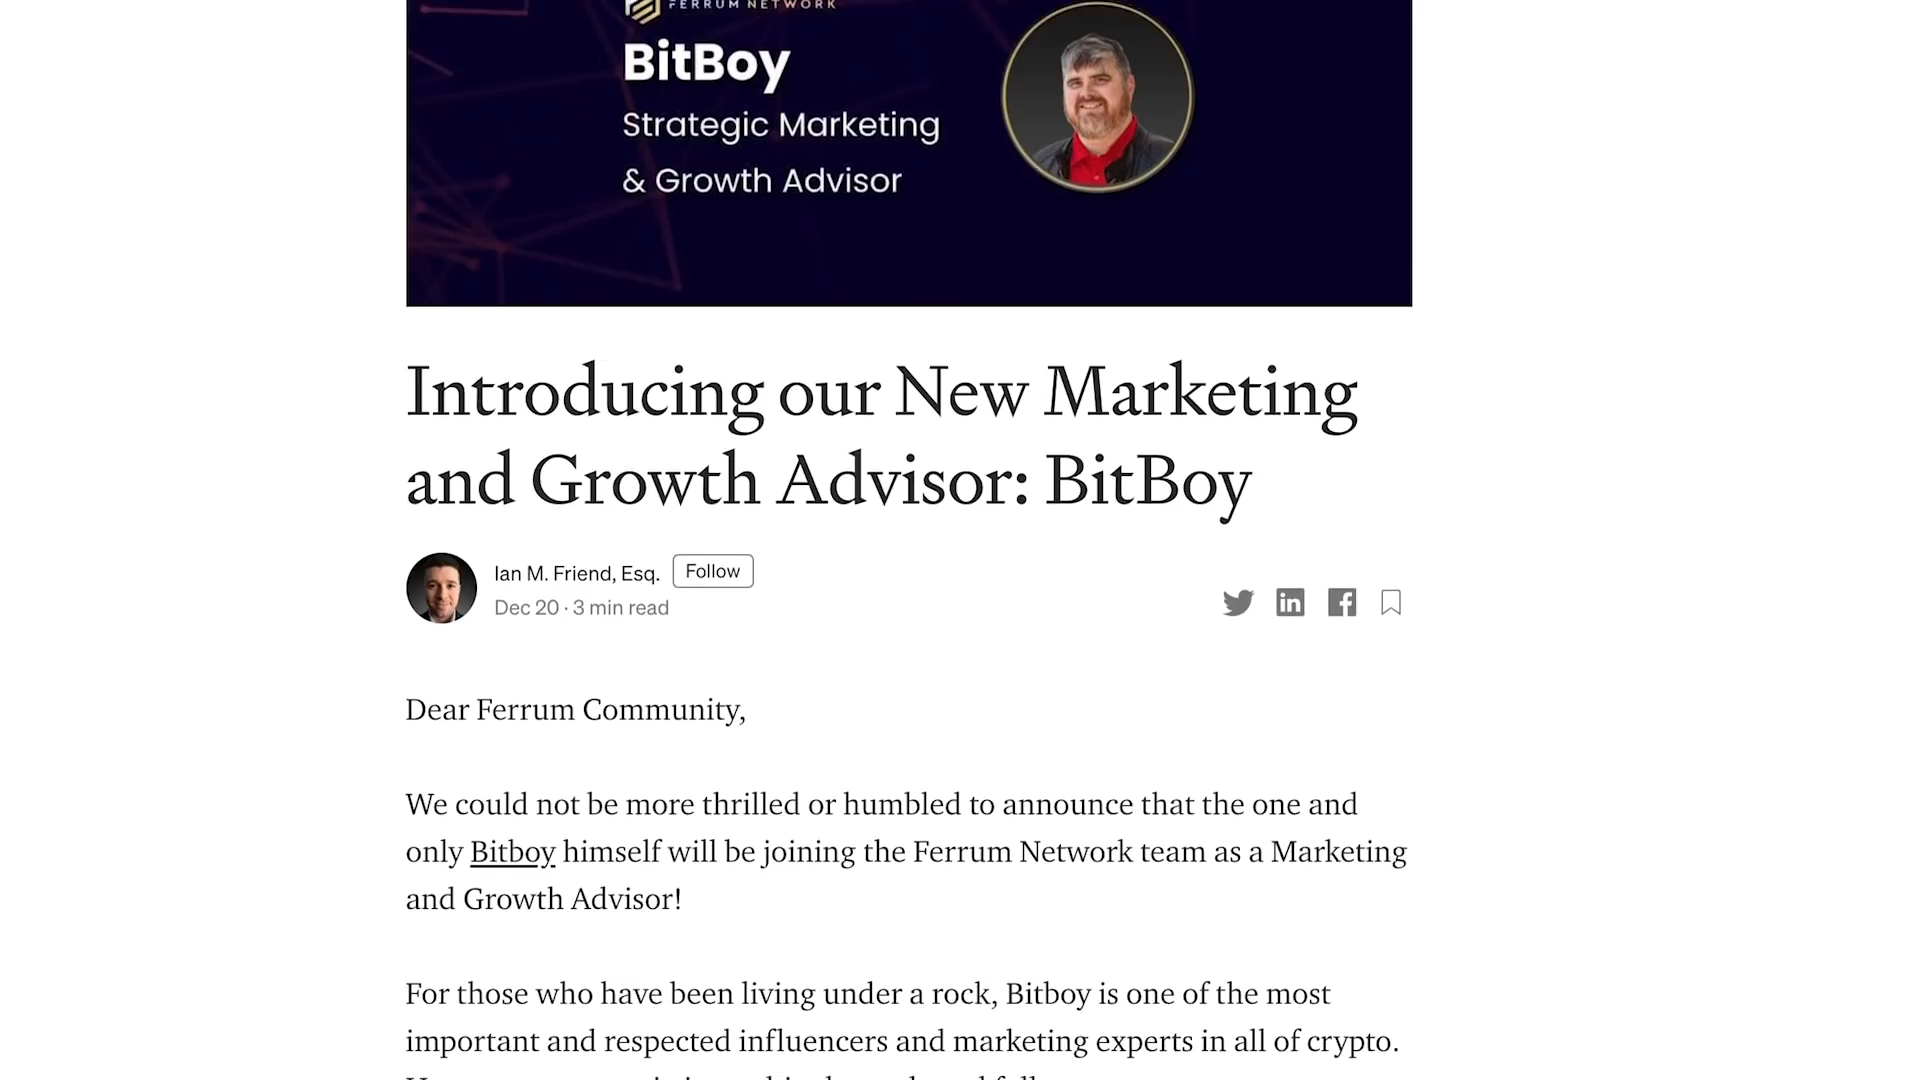 FERRUM NETWORK
BitBoy
Strategic Marketing
& Growth Advisor
Introducing our New Marketing
and Growth Advisor: BitBoy
Ian M. Friend, Esq. Follow
Dec 20 · 3 min read
Dear Ferrum Community,
We could not be more thrilled or humbled to announce that the one and
only Bitboy himself will be joining the Ferrum Network team as a Marketing
and Growth Advisor!
For those who have been living under a rock, Bitboy is one of the most
important and respected influencers and marketing experts in all of crypto.